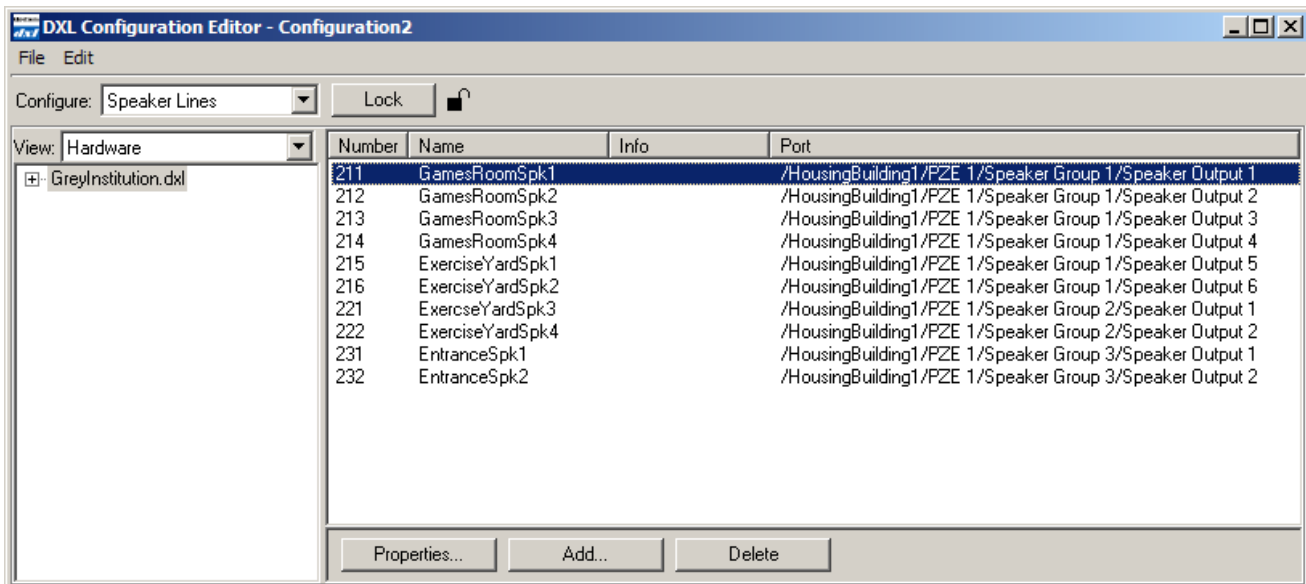 DXL Configuration Editor - Configuration2
File Edit
Configure: Speaker Lines Lock
View: Hardware
GreyInstitution.dxl
Number Name Info Port
211 GamesRoomSpk1 /HousingBuilding1/PZE 1/Speaker Group 1/Speaker Output 1
212 GamesRoomSpk2 /HousingBuilding1/PZE 1/Speaker Group 1/Speaker Output 2
213 GamesRoomSpk3 /HousingBuilding1/PZE 1/Speaker Group 1/Speaker Output 3
214 GamesRoomSpk4 /HousingBuilding1/PZE 1/Speaker Group 1/Speaker Output 4
215 ExerciseYardSpk1 /HousingBuilding1/PZE 1/Speaker Group 1/Speaker Output 5
216 ExerciseYardSpk2 /HousingBuilding1/PZE 1/Speaker Group 1/Speaker Output 6
221 ExercseYardSpk3 /HousingBuilding1/PZE 1/Speaker Group 2/Speaker Output 1
222 ExerciseYardSpk4 /HousingBuilding1/PZE 1/Speaker Group 2/Speaker Output 2
231 EntranceSpk1 /HousingBuilding1/PZE 1/Speaker Group 3/Speaker Output 1
232 EntranceSpk2 /HousingBuilding1/PZE 1/Speaker Group 3/Speaker Output 2
Properties... Add... Delete